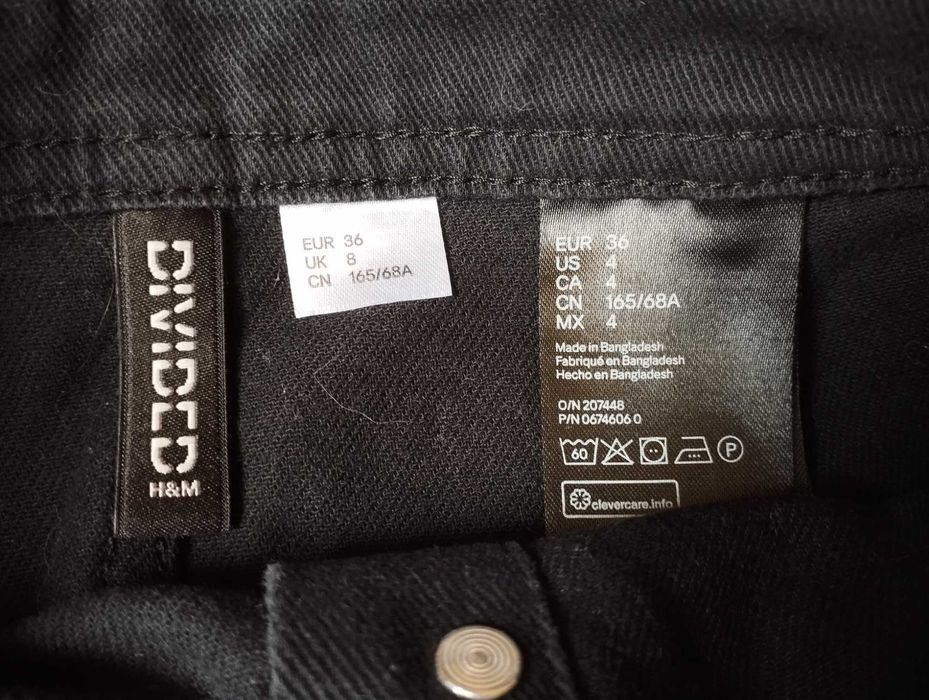 DIVIDED
H&M
EUR 36
UK 8
CN 165/68A
EUR 36
US 4
CA 4
CN 165/68A
MX 4
Made in Bangladesh
Fabriqué en Bangladesh
Hecho en Bangladesh
O/N 207448
P/N 0674606 0
60
P
clevercare.info